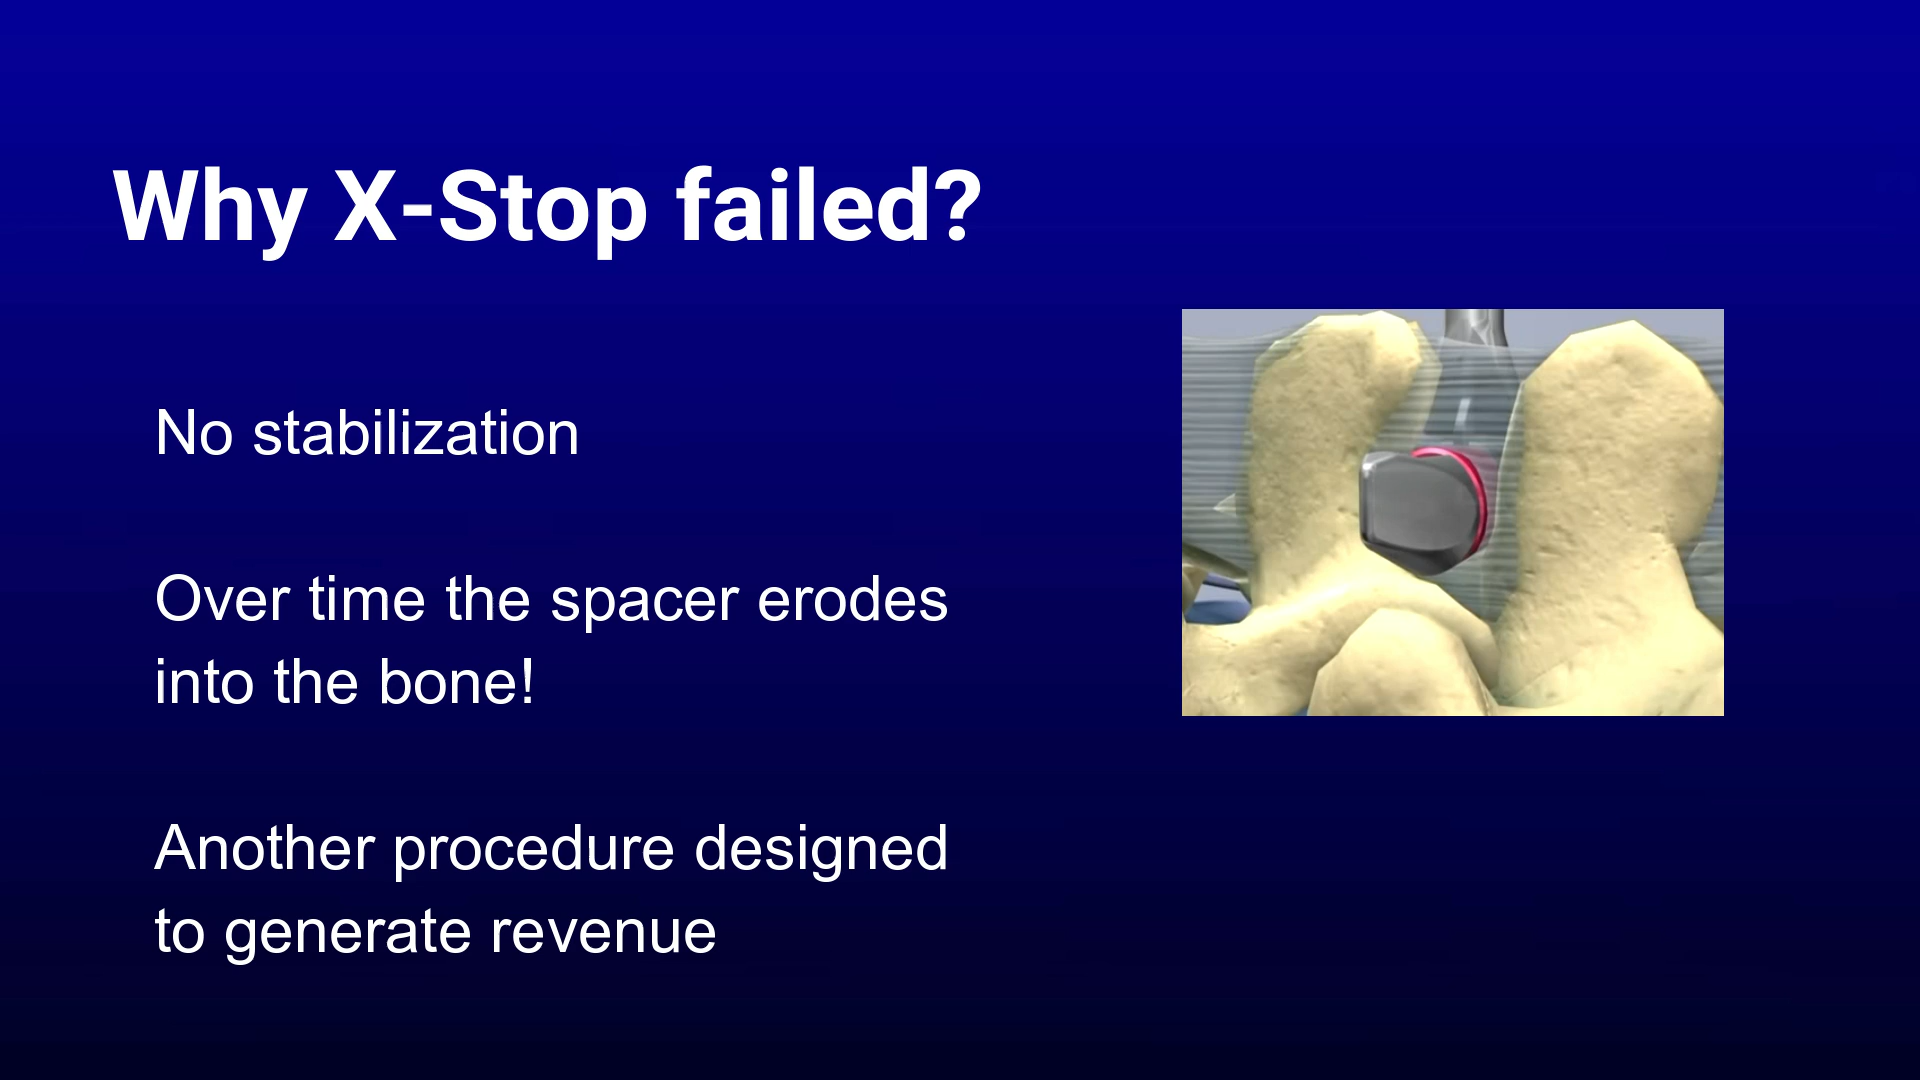 Why X-Stop failed?
No stabilization
Over time the spacer erodes
into the bone!
Another procedure designed
to generate revenue